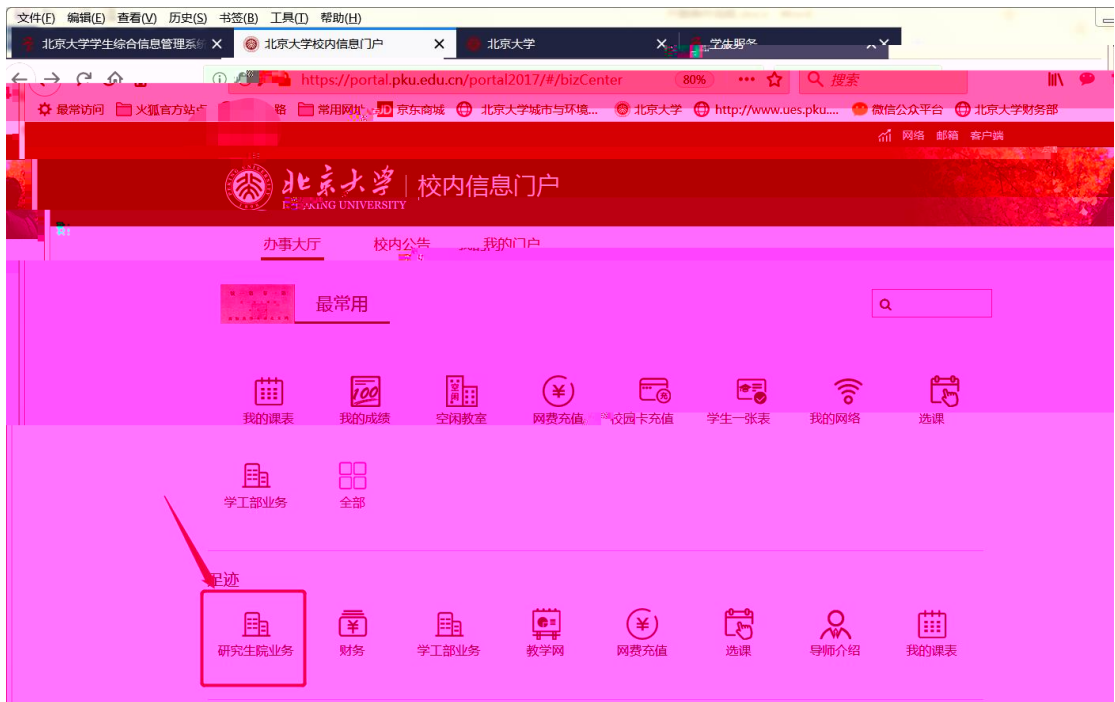 文件(F) 编辑(E) 查看(V) 历史(S) 书签(B) 工具(T) 帮助(H)
北京大学学生综合信息管理系统 北京大学校内信息门户 北京大学
https://portal.pku.edu.cn/portal2017/#/bizCenter 80% 搜索
最常访问 火狐官方站点 常用网址 JD 京东商城 北京大学城市与环境... 北京大学 http://www.ues.pku.... 微信公众平台 北京大学财务部
网络 邮箱 客户端
北京大学 校内信息门户
PEKING UNIVERSITY
办事大厅 校内公告 我的门户
最常用
100 空闲
我的课表 我的成绩 空闲教室 网费充值 校园卡充值 学生一张表 我的网络 选课
学工部业务 全部
足迹
研究生院业务 财务 学工部业务 教学网 网费充值 选课 导师介绍 我的课表